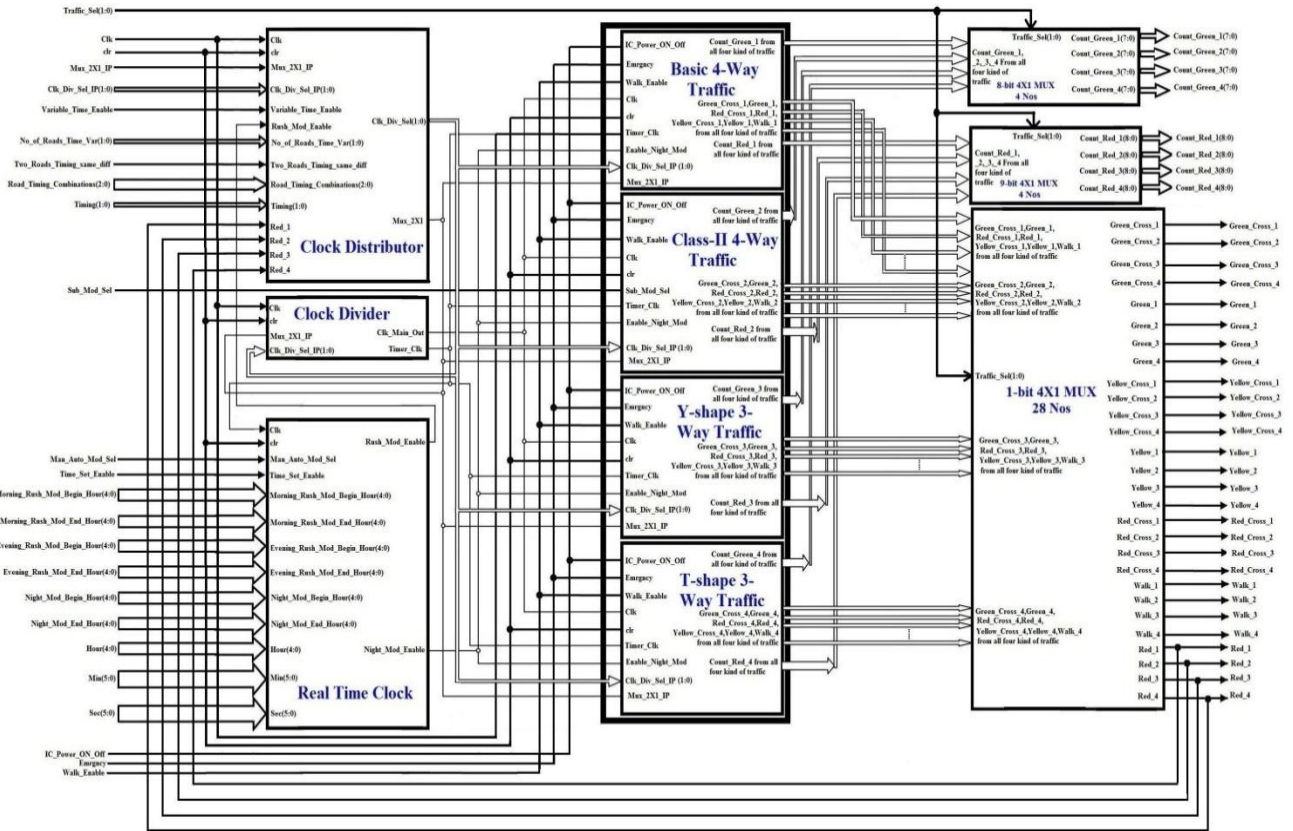 Traffic_Sel(1:0)
Clk
clr
Mux_2X1_IP
Clk_Div_Sel_IP(1:0)
Variable_Time_Enable
No_of_Roads_Time_Var(1:0)
Two_Roads_Timing_same_diff
Road_Timing_Combinations(2:0)
Timing(1:0)
Sub_Mod_Sel
Man_Auto_Mod_Sel
Time_Set_Enable
Morning_Rush_Mod_Begin_Hour(4:0)
Morning_Rush_Mod_End_Hour(4:0)
Evening_Rush_Mod_Begin_Hour(4:0)
Evening_Rush_Mod_End_Hour(4:0)
Night_Mod_Begin_Hour(4:0)
Night_Mod_End_Hour(4:0)
Hour(4:0)
Min(5:0)
Sec(5:0)
IC_Power_ON_Off
Emrgncy
Walk_Enable
Clk
clr
Mux_2X1_IP
Clk_Div_Sel_IP(1:0)
Variable_Time_Enable
Rush_Mod_Enable
No_of_Roads_Time_Var(1:0)
Two_Roads_Timing_same_diff
Road_Timing_Combinations(2:0)
Timing(1:0)
Red_1
Red_2
Red_3
Red_4
Clk_Div_Sel(1:0)
Mux_2X1
Clock Distributor
Clk
clr
Mux_2X1_IP
Clk_Div_Sel_IP(1:0)
Clock Divider
Clk_Main_Out
Timer_Clk
Clk
clr
Man_Auto_Mod_Sel
Time_Set_Enable
Morning_Rush_Mod_Begin_Hour(4:0)
Morning_Rush_Mod_End_Hour(4:0)
Evening_Rush_Mod_Begin_Hour(4:0)
Evening_Rush_Mod_End_Hour(4:0)
Night_Mod_Begin_Hour(4:0)
Night_Mod_End_Hour(4:0)
Hour(4:0)
Min(5:0)
Sec(5:0)
Rush_Mod_Enable
Night_Mod_Enable
Real Time Clock
IC_Power_ON_Off
Emrgncy
Walk_Enable
Clk
clr
Timer_Clk
Enable_Night_Mod
Clk_Div_Sel_IP (1:0)
Mux_2X1_IP
Count_Green_1 from
all four kind of traffic
Basic 4-Way
Traffic
Green_Cross_1,Green_1,
Red_Cross_1,Red_1,
Yellow_Cross_1,Yellow_1,Walk_1
from all four kind of traffic
Count_Red_1 from
all four kind of traffic
IC_Power_ON_Off
Emrgncy
Walk_Enable
Clk
clr
Sub_Mod_Sel
Timer_Clk
Enable_Night_Mod
Clk_Div_Sel_IP(1:0)
Mux_2X1_IP
Count_Green_2 from
all four kind of traffic
Class-II 4-Way
Traffic
Green_Cross_2,Green_2,
Red_Cross_2,Red_2,
Yellow_Cross_2,Yellow_2,Walk_2
from all four kind of traffic
Count_Red_2 from
all four kind of traffic
IC_Power_ON_Off
Emrgncy
Walk_Enable
Clk
clr
Timer_Clk
Enable_Night_Mod
Clk_Div_Sel_IP(1:0)
Mux_2X1_IP
Count_Green_3 from
all four kind of traffic
Y-shape 3-
Way Traffic
Green_Cross_3,Green_3,
Red_Cross_3,Red_3,
Yellow_Cross_3,Yellow_3,Walk_3
from all four kind of traffic
Count_Red_3 from all
four kind of traffic
IC_Power_ON_Off
Emrgncy
Walk_Enable
Clk
clr
Timer_Clk
Enable_Night_Mod
Clk_Div_Sel_IP (1:0)
Mux_2X1_IP
Count_Green_4 from
all four kind of traffic
T-shape 3-
Way Traffic
Green_Cross_4,Green_4,
Red_Cross_4,Red_4,
Yellow_Cross_4,Yellow_4,Walk_4
from all four kind of traffic
Count_Red_4 from all
four kind of traffic
Traffic_Sel(1:0)
Count_Green_1,
_2,_3,_4 From all
four kind of
traffic
8-bit 4X1 MUX
4 Nos
Count_Green_1(7:0)
Count_Green_2(7:0)
Count_Green_3(7:0)
Count_Green_4(7:0)
Count_Green_1(7:0)
Count_Green_2(7:0)
Count_Green_3(7:0)
Count_Green_4(7:0)
Traffic_Sel(1:0)
Count_Red_1,
_2,_3,_4 From all
four kind of
traffic
9-bit 4X1 MUX
4 Nos
Count_Red_1(8:0)
Count_Red_2(8:0)
Count_Red_3(8:0)
Count_Red_4(8:0)
Count_Red_1(8:0)
Count_Red_2(8:0)
Count_Red_3(8:0)
Count_Red_4(8:0)
Green_Cross_1,Green_1,
Red_Cross_1,Red_1,
Yellow_Cross_1,Yellow_1,Walk_1
from all four kind of traffic
Green_Cross_2,Green_2,
Red_Cross_2,Red_2,
Yellow_Cross_2,Yellow_2,Walk_2
from all four kind of traffic
Traffic_Sel(1:0)
1-bit 4X1 MUX
28 Nos
Green_Cross_3,Green_3,
Red_Cross_3,Red_3,
Yellow_Cross_3,Yellow_3,Walk_3
from all four kind of traffic
Green_Cross_4,Green_4,
Red_Cross_4,Red_4,
Yellow_Cross_4,Yellow_4,Walk_4
from all four kind of traffic
Green_Cross_1
Green_Cross_2
Green_Cross_3
Green_Cross_4
Green_1
Green_2
Green_3
Green_4
Yellow_Cross_1
Yellow_Cross_2
Yellow_Cross_3
Yellow_Cross_4
Yellow_1
Yellow_2
Yellow_3
Yellow_4
Red_Cross_1
Red_Cross_2
Red_Cross_3
Red_Cross_4
Walk_1
Walk_2
Walk_3
Walk_4
Red_1
Red_2
Red_3
Red_4
Green_Cross_1
Green_Cross_2
Green_Cross_3
Green_Cross_4
Green_1
Green_2
Green_3
Green_4
Yellow_Cross_1
Yellow_Cross_2
Yellow_Cross_3
Yellow_Cross_4
Yellow_1
Yellow_2
Yellow_3
Yellow_4
Red_Cross_1
Red_Cross_2
Red_Cross_3
Red_Cross_4
Walk_1
Walk_2
Walk_3
Walk_4
Red_1
Red_2
Red_3
Red_4